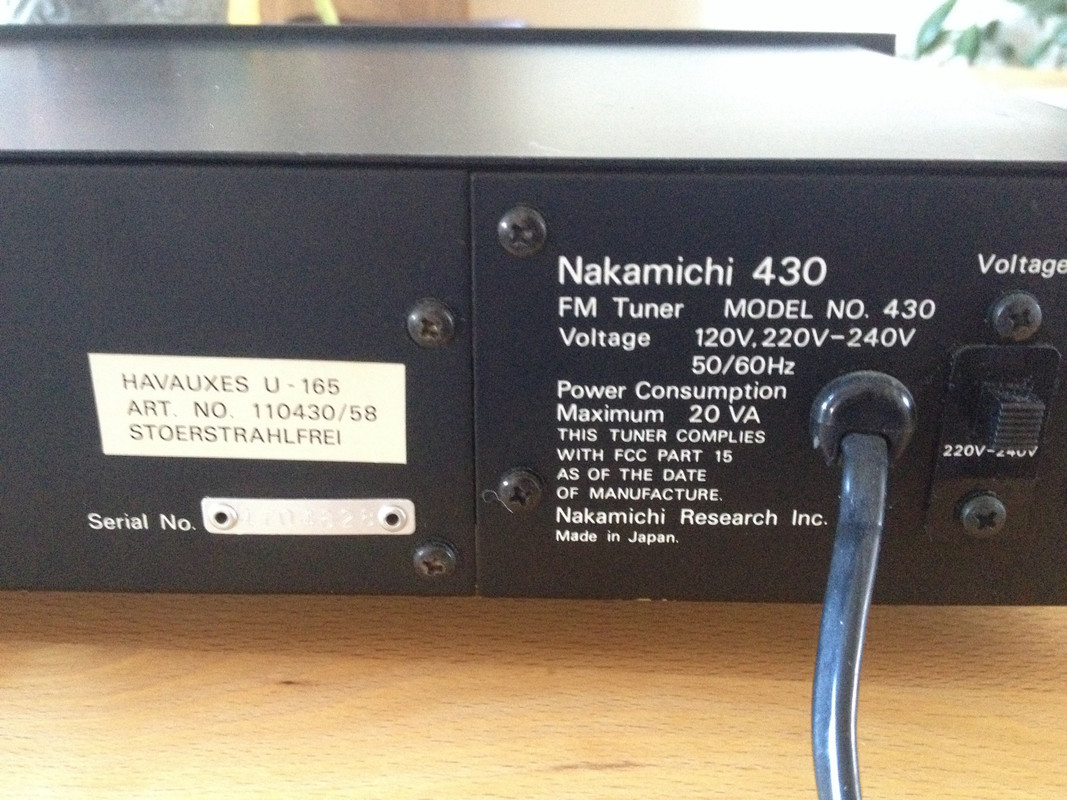 Nakamichi 430
FM Tuner MODEL NO. 430
Voltage 120V, 220V-240V
50/60Hz
Power Consumption
Maximum 20 VA
THIS TUNER COMPLIES
WITH FCC PART 15
AS OF THE DATE
OF MANUFACTURE.
Nakamichi Research Inc.
Made in Japan.
Voltage
220V-240V
HAVAUXES U-165
ART. NO. 110430/58
STOERSTRAHLFREI
Serial No.